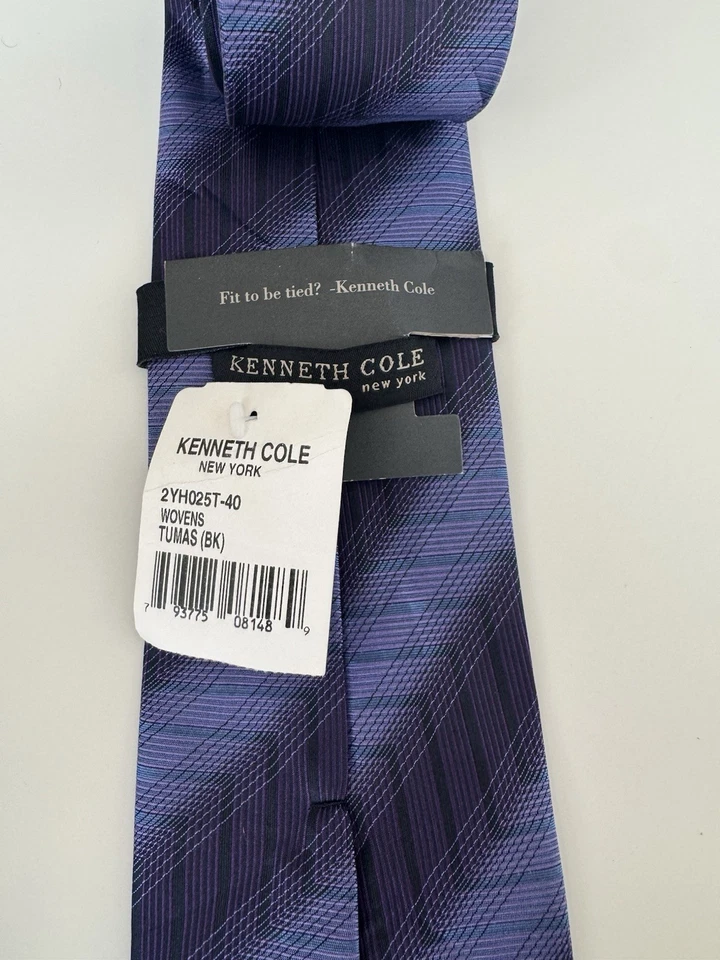 Fit to be tied? -Kenneth Cole
KENNETH COLE
new york
KENNETH COLE
NEW YORK
2YH025T-40
WOVENS
TUMAS (BK)
7 93775 08148 9